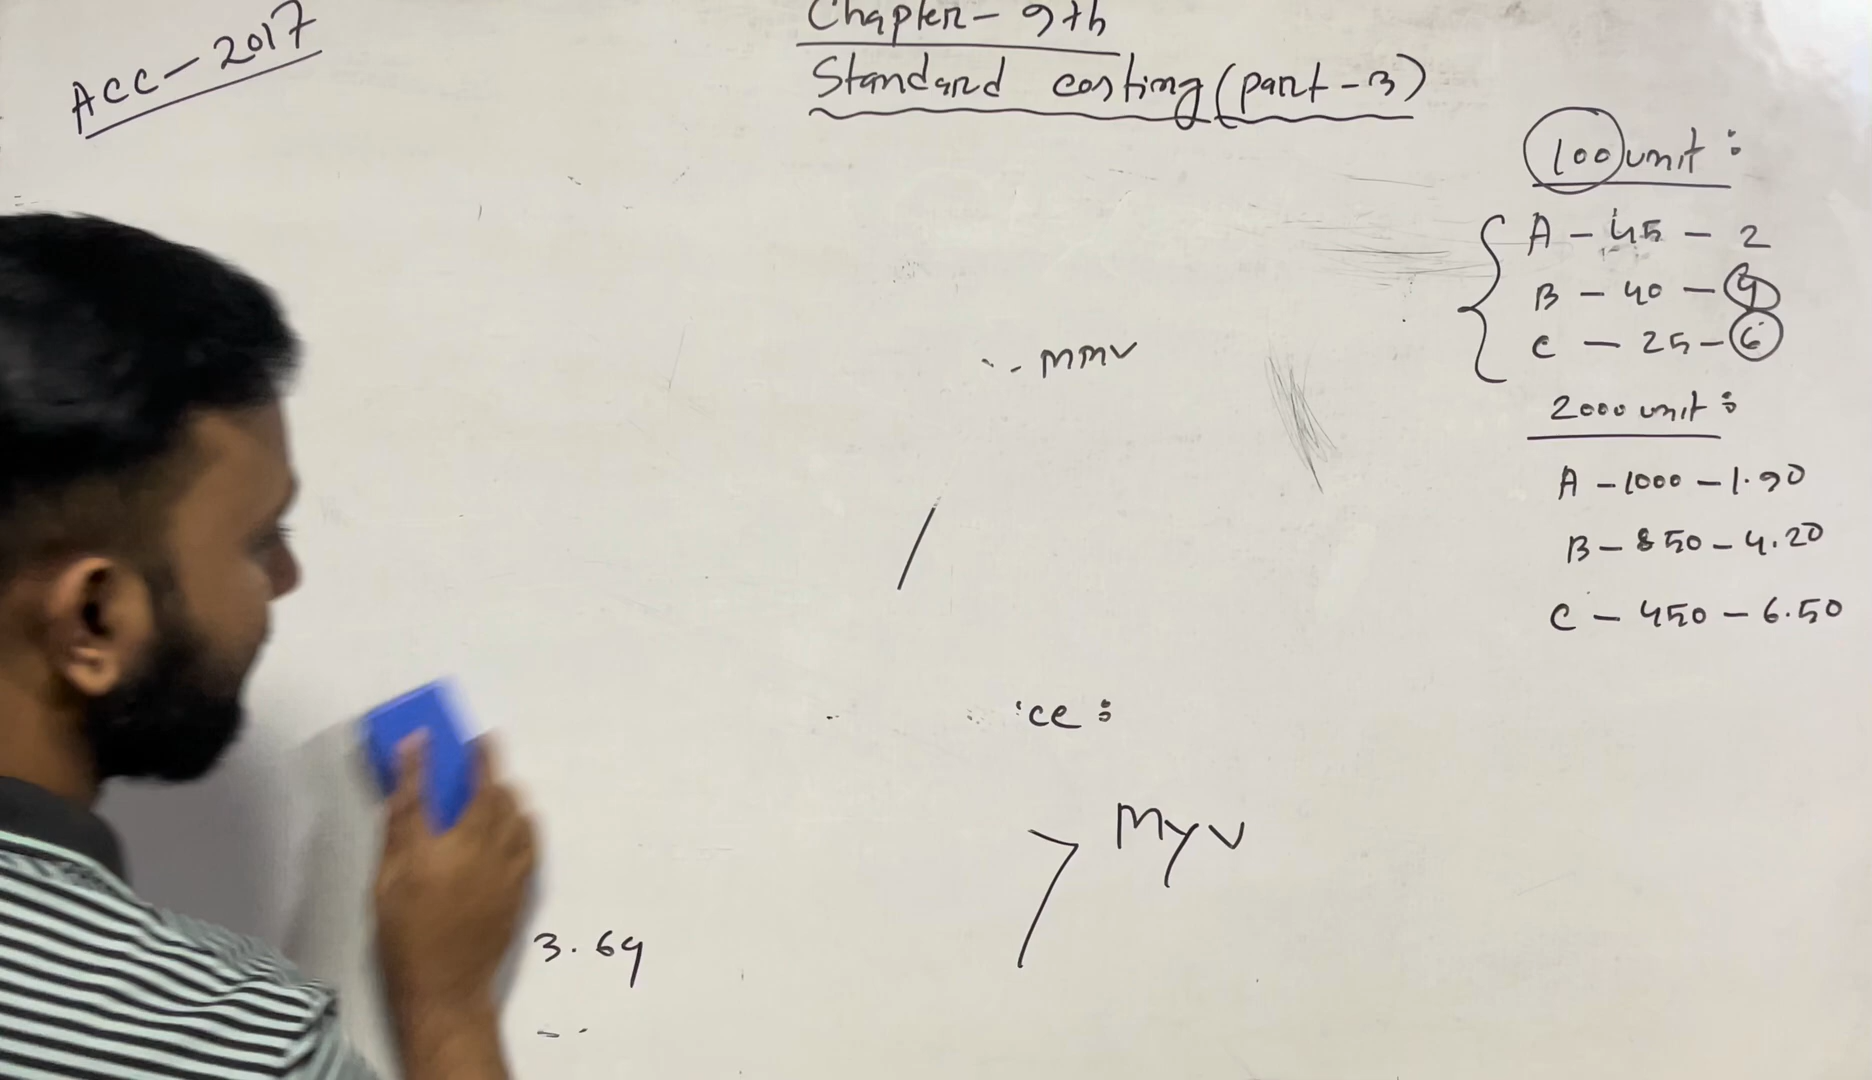 ACC-2017
Chapter-9th
Standard costing (part-3)
100 unit :
A - 45 - 2
B - 40 - 4
C - 25 - 6
2000 unit :
A - 1000 - 1.90
B - 850 - 4.20
C - 450 - 6.50
MMV
ce :
MYV
3.64